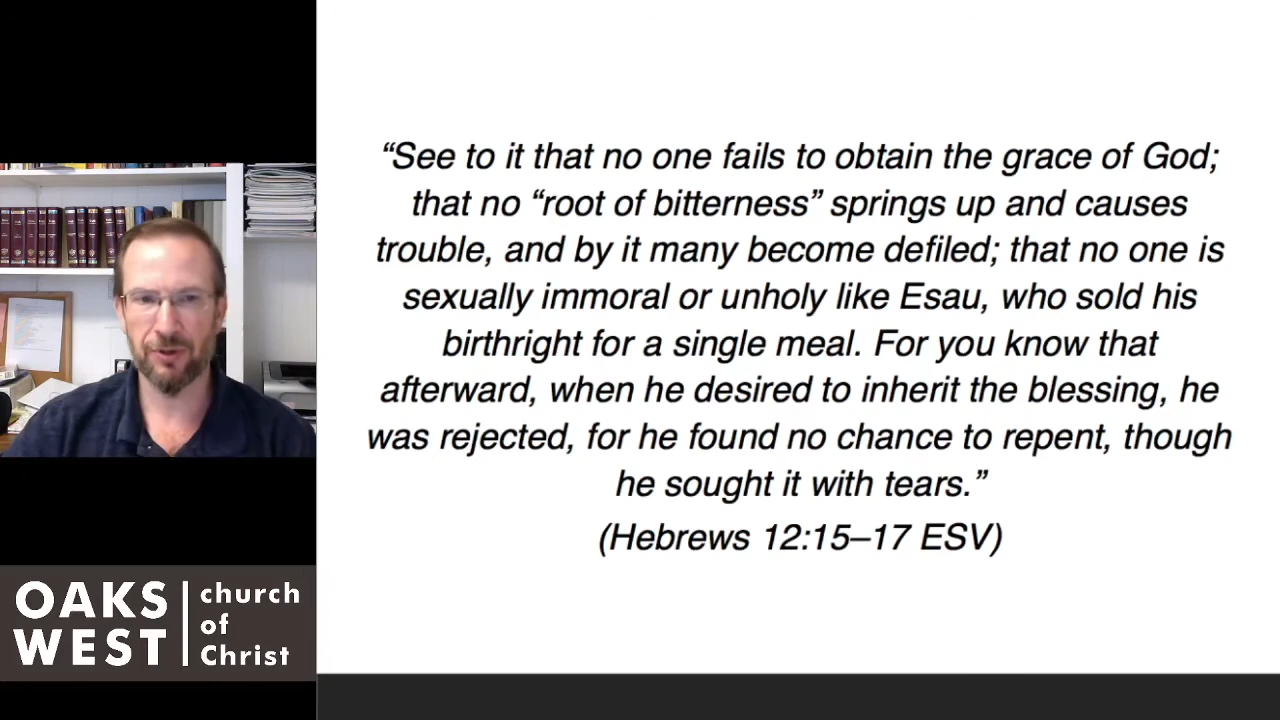 “See to it that no one fails to obtain the grace of God;
that no “root of bitterness” springs up and causes
trouble, and by it many become defiled; that no one is
sexually immoral or unholy like Esau, who sold his
birthright for a single meal. For you know that
afterward, when he desired to inherit the blessing, he
was rejected, for he found no chance to repent, though
he sought it with tears.”
(Hebrews 12:15–17 ESV)
OAKS
WEST
church
of
Christ